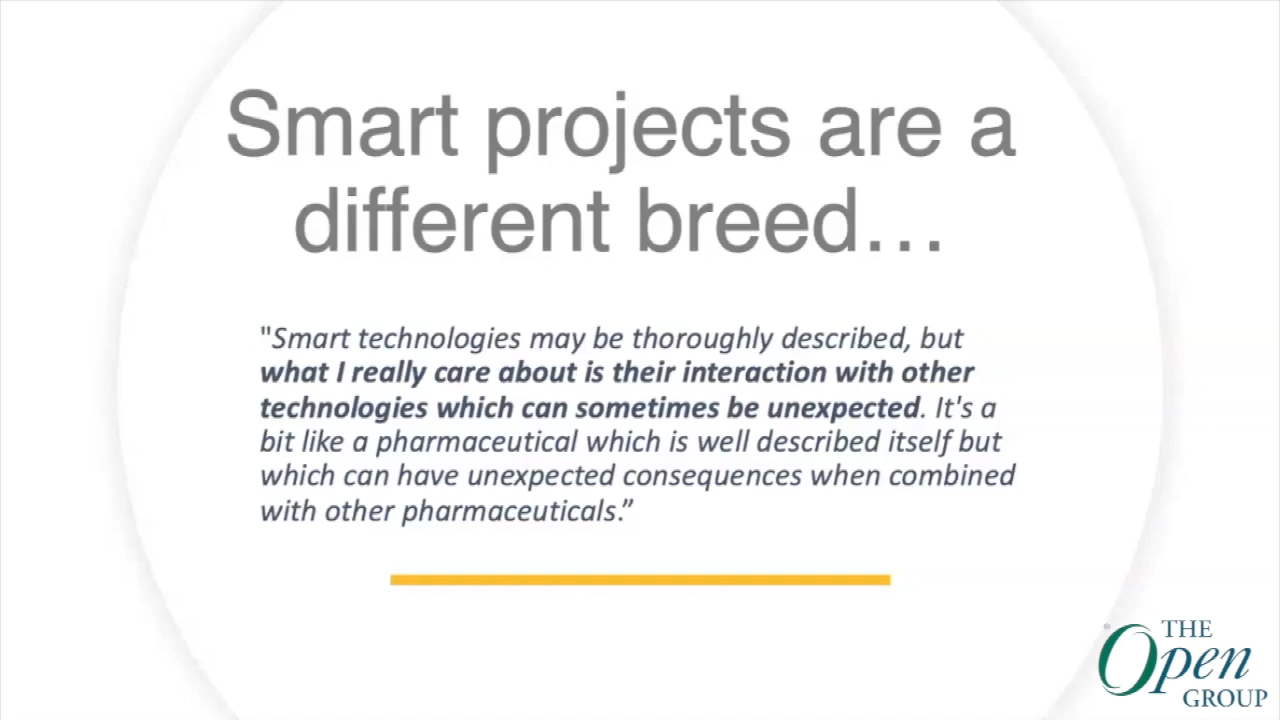 Smart projects are a
different breed…
"Smart technologies may be thoroughly described, but
what I really care about is their interaction with other
technologies which can sometimes be unexpected. It's a
bit like a pharmaceutical which is well described itself but
which can have unexpected consequences when combined
with other pharmaceuticals.”
® THE
Open
GROUP